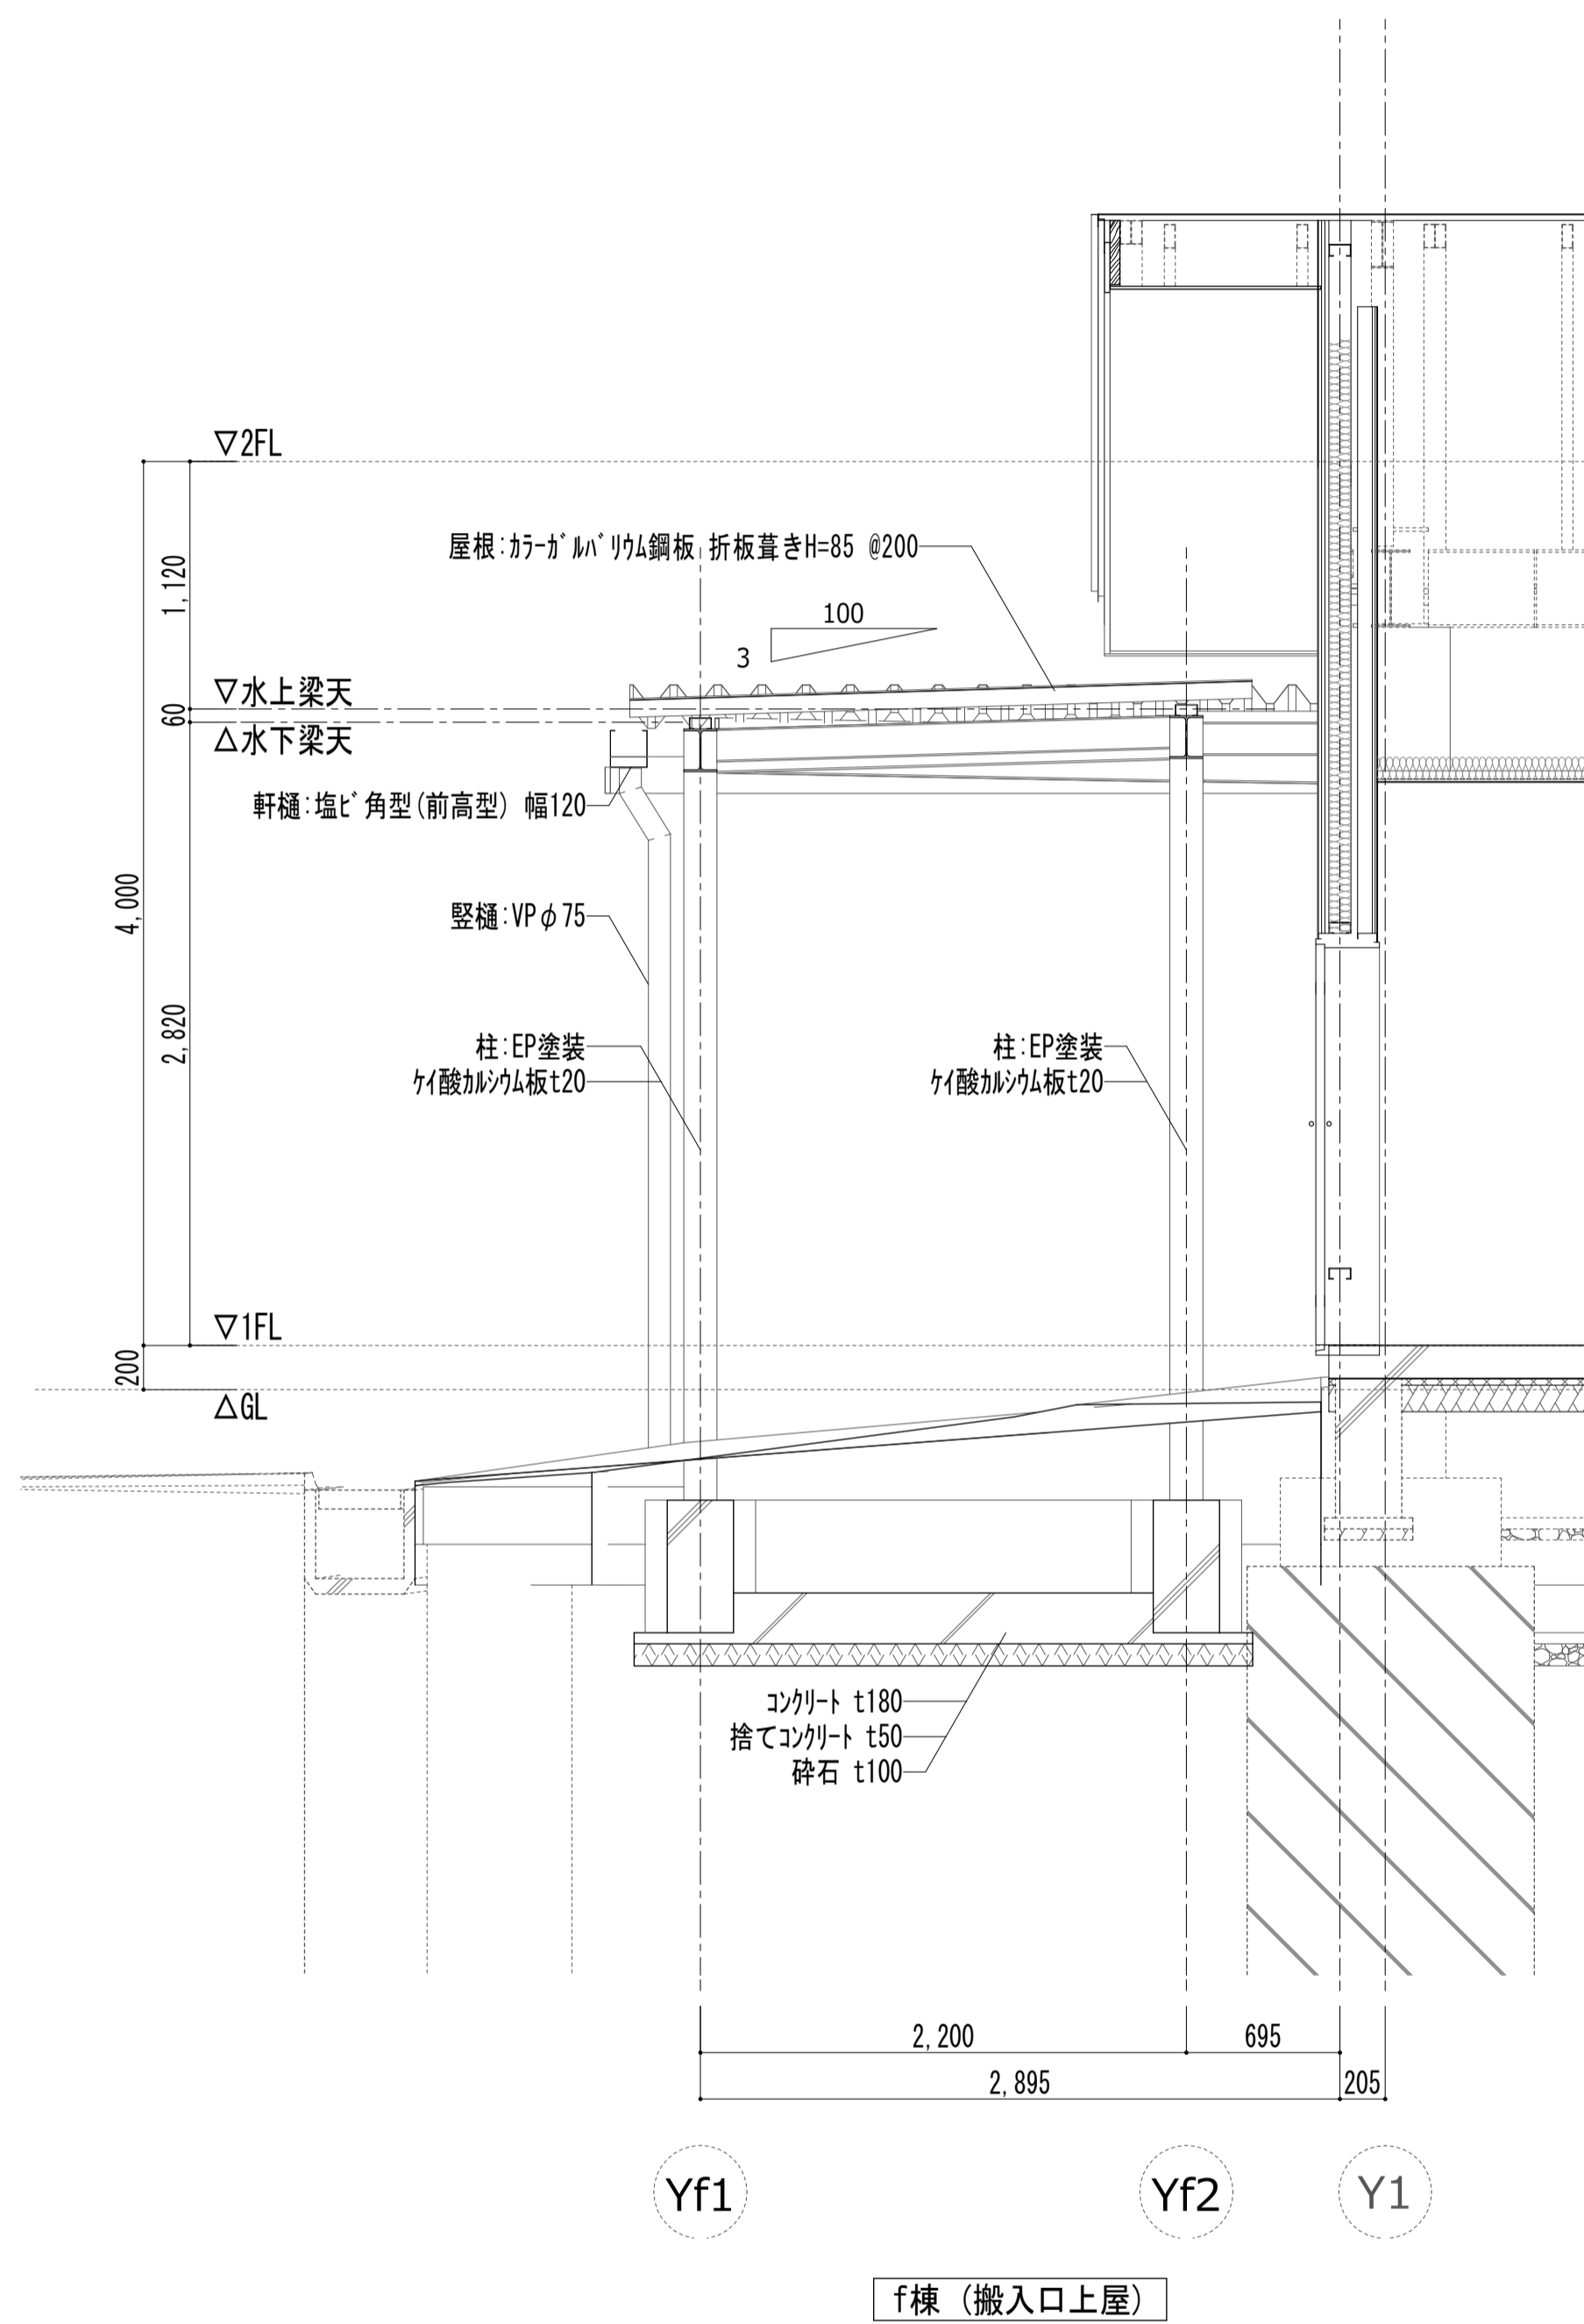 ▽2FL
屋根:ｶﾗｰｶﾞﾙﾊﾞﾘｳﾑ鋼板 折板葺きH=85 @200
1,120
100
3
▽水上梁天
60
△水下梁天
軒樋:塩ﾋﾞ角型(前高型) 幅120
4,000
竪樋:VPφ75
2,820
柱:EP塗装
ｹｲ酸ｶﾙｼｳﾑ板t20
柱:EP塗装
ｹｲ酸ｶﾙｼｳﾑ板t20
▽1FL
200
△GL
ｺﾝｸﾘｰﾄ t180
捨てｺﾝｸﾘｰﾄ t50
砕石 t100
2,200
695
2,895
205
Yf1
Yf2
Y1
f棟 (搬入口上屋)